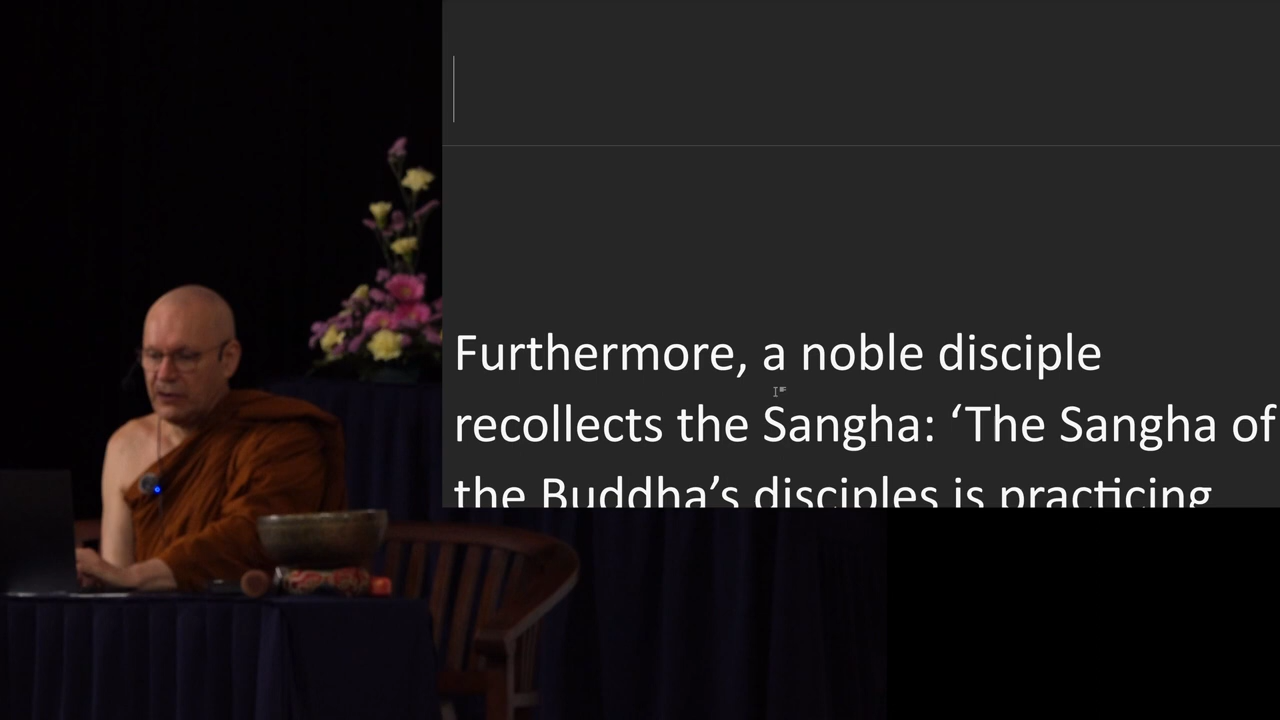 Furthermore, a noble disciple
recollects the Sangha: ‘The Sangha of
the Buddha’s disciples is practicing